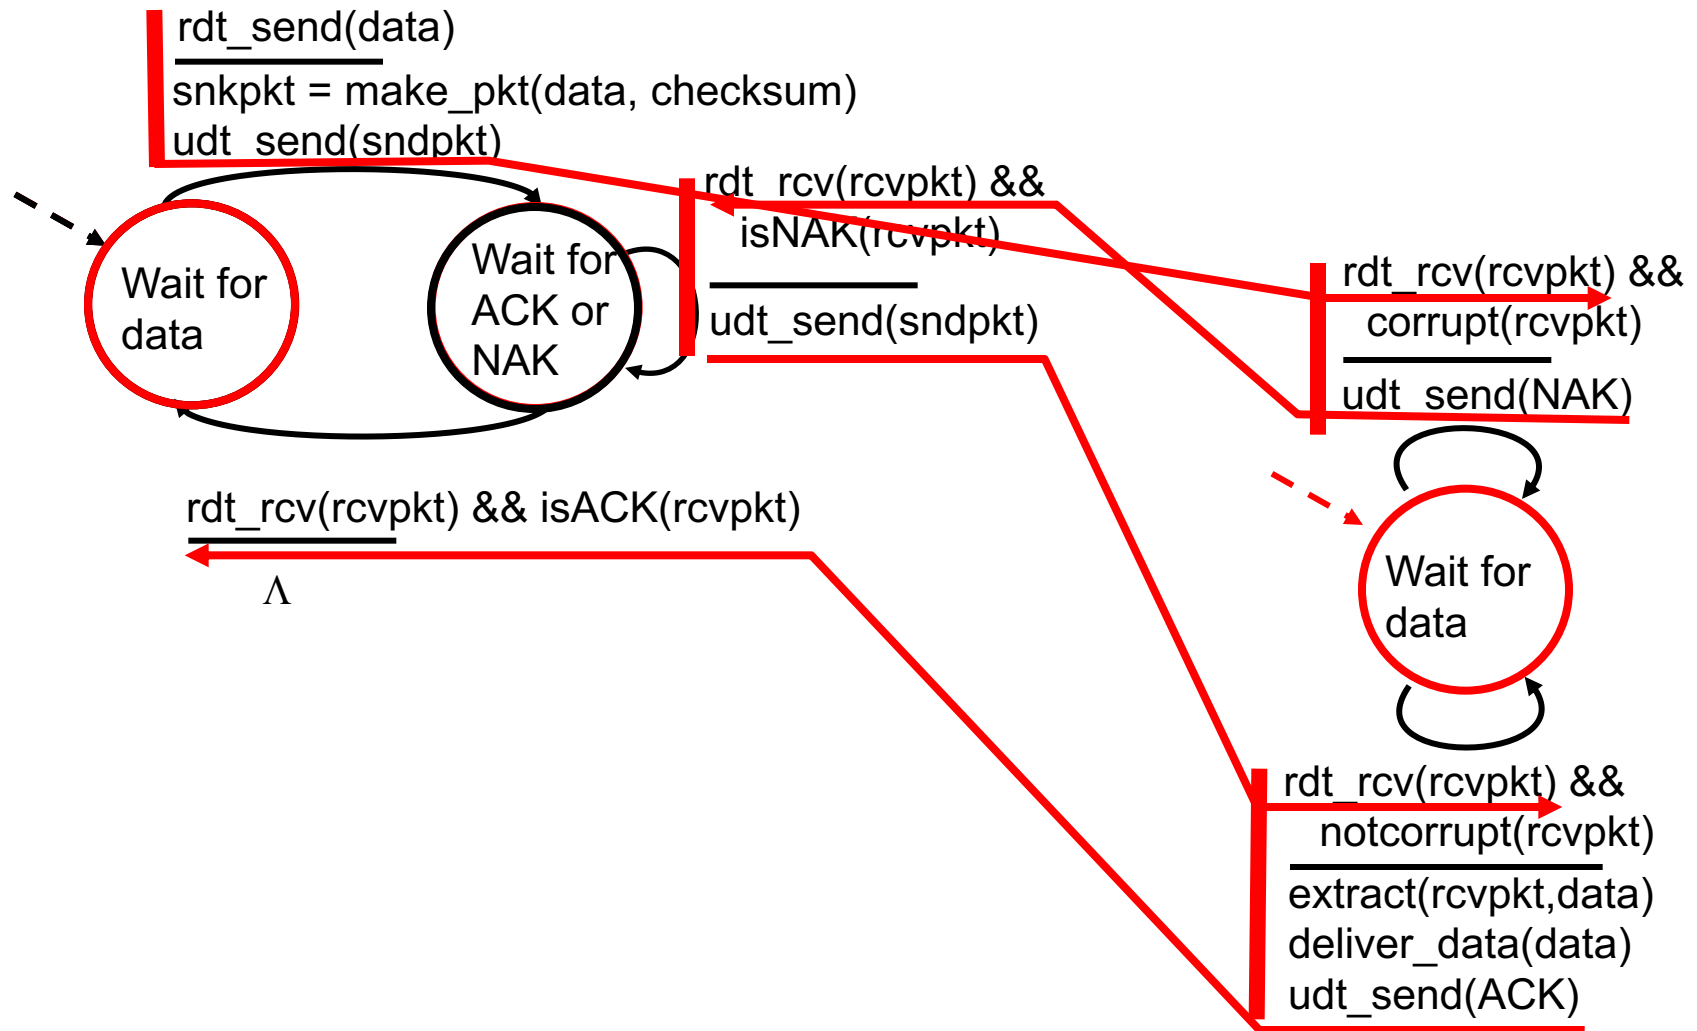 rdt_send(data)
snkpkt = make_pkt(data, checksum)
udt_send(sndpkt)
rdt_rcv(rcvpkt) &&
isNAK(rcvpkt)
udt_send(sndpkt)
Wait for
data
Wait for
ACK or
NAK
rdt_rcv(rcvpkt) && isACK(rcvpkt)
Λ
rdt_rcv(rcvpkt) &&
corrupt(rcvpkt)
udt_send(NAK)
Wait for
data
rdt_rcv(rcvpkt) &&
notcorrupt(rcvpkt)
extract(rcvpkt,data)
deliver_data(data)
udt_send(ACK)